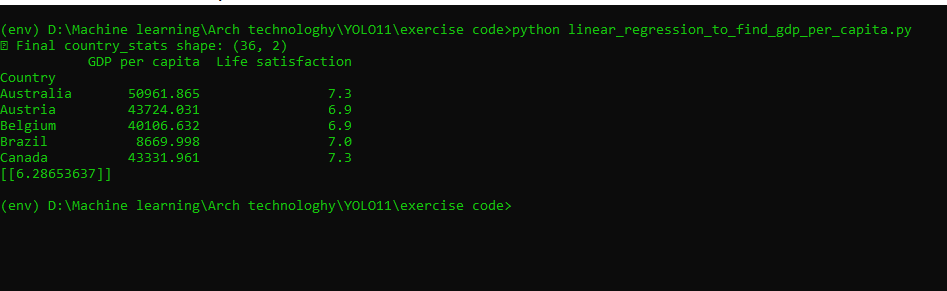 (env) D:\Machine learning\Arch technologhy\YOLO11\exercise code>python linear_regression_to_find_gdp_per_capita.py
Final country_stats shape: (36, 2)
GDP per capita  Life satisfaction
Country
Australia       50961.865                7.3
Austria         43724.031                6.9
Belgium         40106.632                6.9
Brazil           8669.998                7.0
Canada          43331.961                7.3
[[6.28653637]]
(env) D:\Machine learning\Arch technologhy\YOLO11\exercise code>